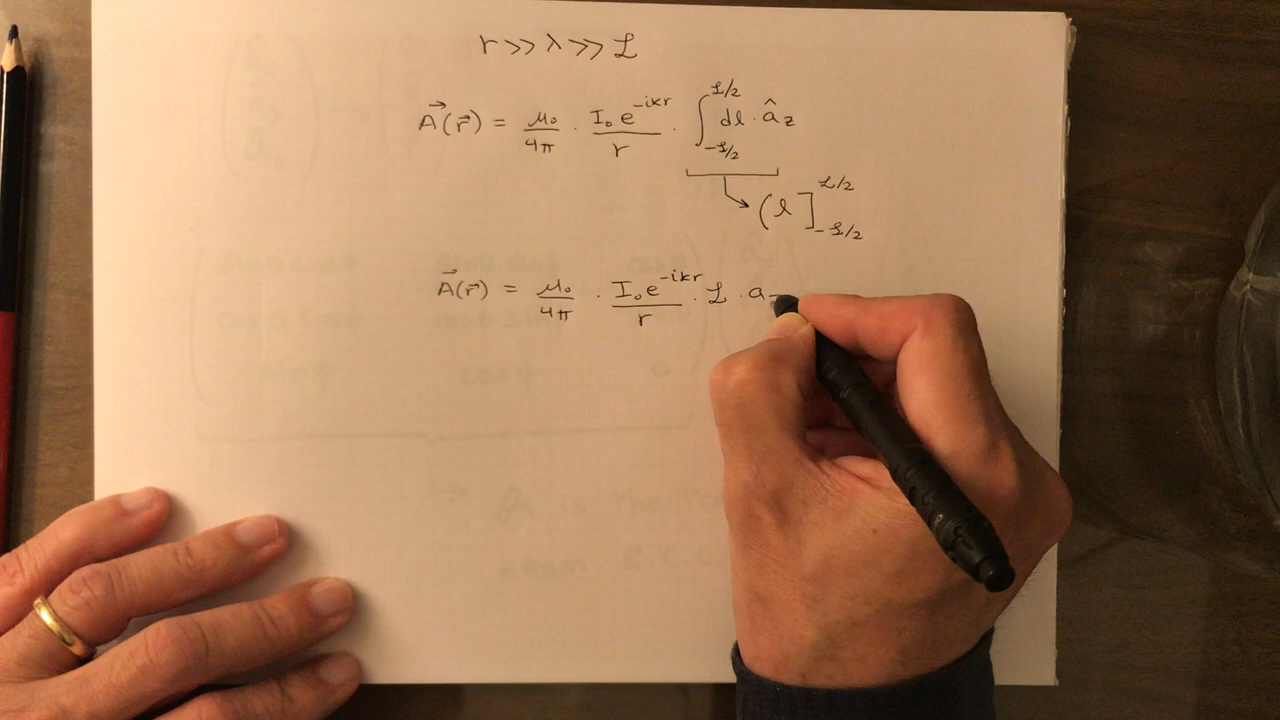 r >> λ >> ℒ
A⃗(r⃗) = μ₀/4π · I₀e^-ikr/r · ∫_-ℒ/2^ℒ/2 dl · â_z
(l]_-ℒ/2^ℒ/2
A⃗(r⃗) = μ₀/4π · I₀e^-ikr/r · ℒ · a